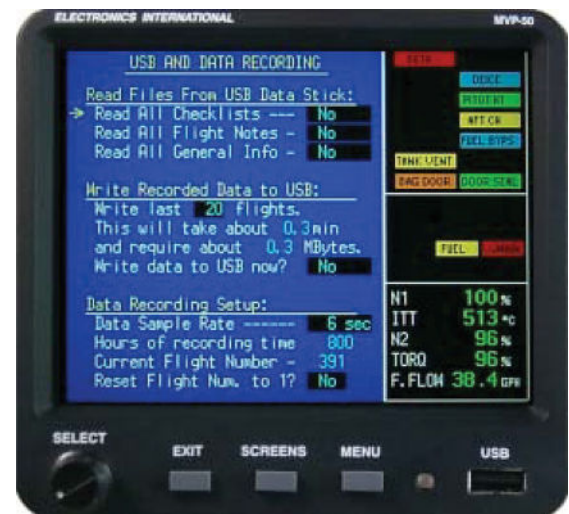 ELECTRONICS INTERNATIONAL
MVP-50
USB AND DATA RECORDING
Read Files From USB Data Stick:
Read All Checklists --- No
Read All Flight Notes - No
Read All General Info - No
Write Recorded Data to USB:
Write last 20 flights.
This will take about 0.3min
and require about 0.3 MBytes.
Write data to USB now? No
Data Recording Setup:
Data Sample Rate ------ 6 sec
Hours of recording time 800
Current Flight Number - 391
Reset Flight Num. to 1? No
BETA
DEICE
PITOT HT
AFT CR
FUEL BYPS
TANK VENT
BAG DOOR DOOR SEAL
FUEL
N1 100 %
ITT 513 °C
N2 96 %
TORQ 96 %
F.FLOW 38.4 GPH
SELECT
EXIT SCREENS MENU
USB